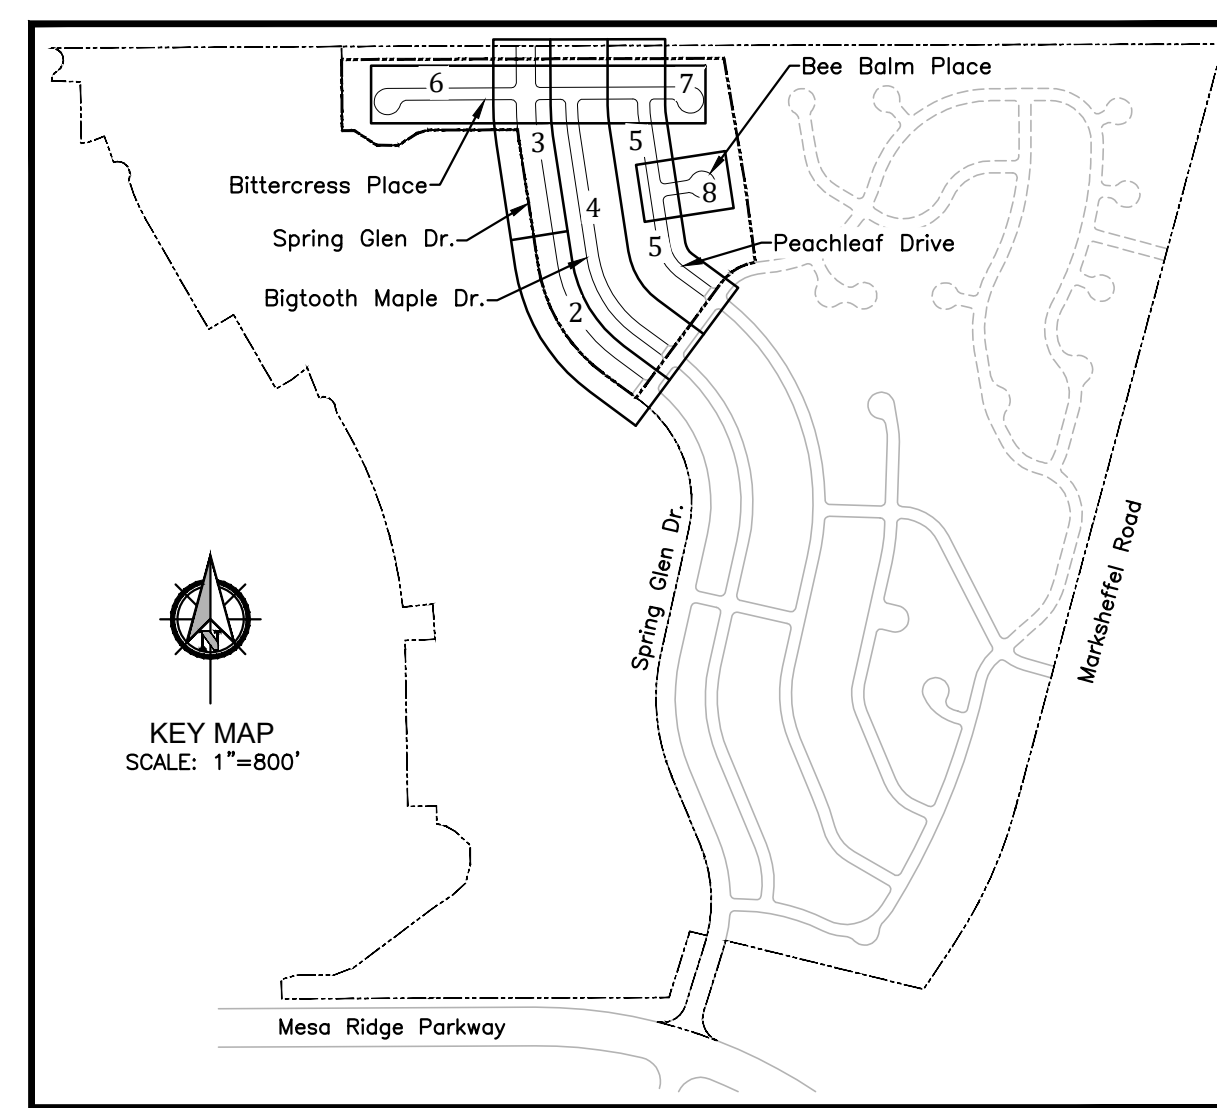 Bee Balm Place
6
7
3
5
Bittercress Place
8
4
Spring Glen Dr.
5
Peachleaf Drive
Bigtooth Maple Dr.
2
Spring Glen Dr.
Marksheffel Road
N
KEY MAP
SCALE: 1"=800'
Mesa Ridge Parkway